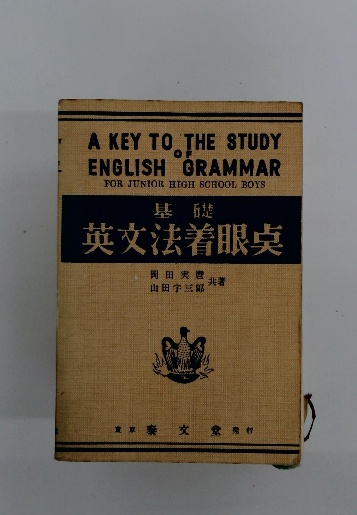 A KEY TO THE STUDY
OF
ENGLISH GRAMMAR
FOR JUNIOR HIGH SCHOOL BOYS
基礎
英文法着眼点
岡田実麿
山田宇三郎
共著
東京 泰文堂 発行